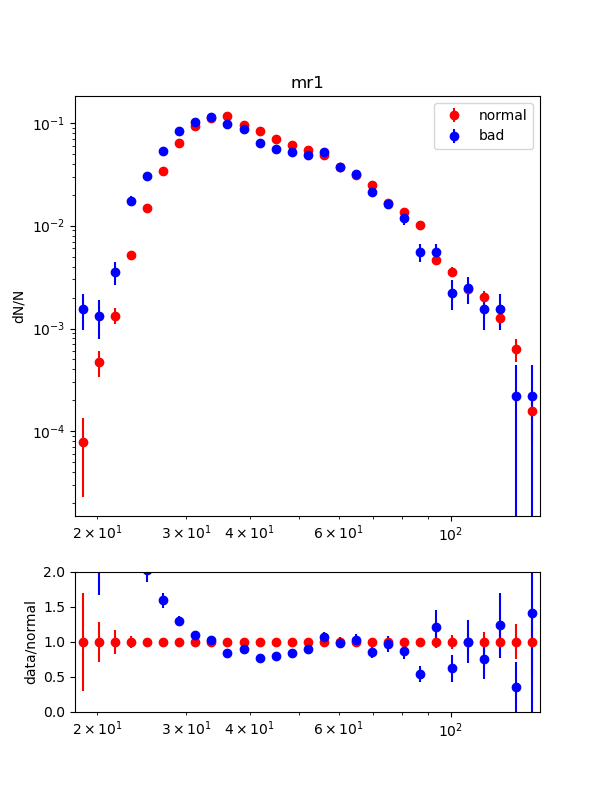 mr1
normal
bad
dN/N
10⁻¹
10⁻²
10⁻³
10⁻⁴
2 × 10¹ 3 × 10¹ 4 × 10¹ 6 × 10¹ 10²
data/normal
2.0
1.5
1.0
0.5
0.0
2 × 10¹ 3 × 10¹ 4 × 10¹ 6 × 10¹ 10²